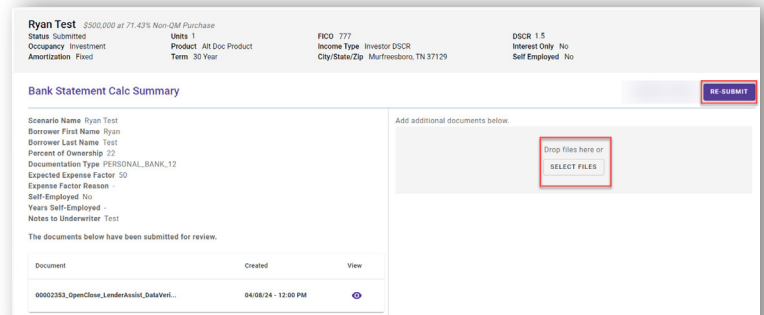 Ryan Test $500,000 at 71.43% Non-QM Purchase
Status Submitted Units 1 FICO 777 DSCR 1.5
Occupancy Investment Product Alt Doc Product Income Type Investor DSCR Interest Only No
Amortization Fixed Term 30 Year City/State/Zip Murfreesboro, TN 37129 Self Employed No
Bank Statement Calc Summary
RE-SUBMIT
Scenario Name Ryan Test
Borrower First Name Ryan
Borrower Last Name Test
Percent of Ownership 22
Documentation Type PERSONAL_BANK_12
Expected Expense Factor 50
Expense Factor Reason -
Self-Employed No
Years Self-Employed -
Notes to Underwriter Test
The documents below have been submitted for review.
Document Created View
00002353_OpenClose_LenderAssist_DataVeri... 04/08/24 - 12:00 PM
Add additional documents below.
Drop files here or
SELECT FILES